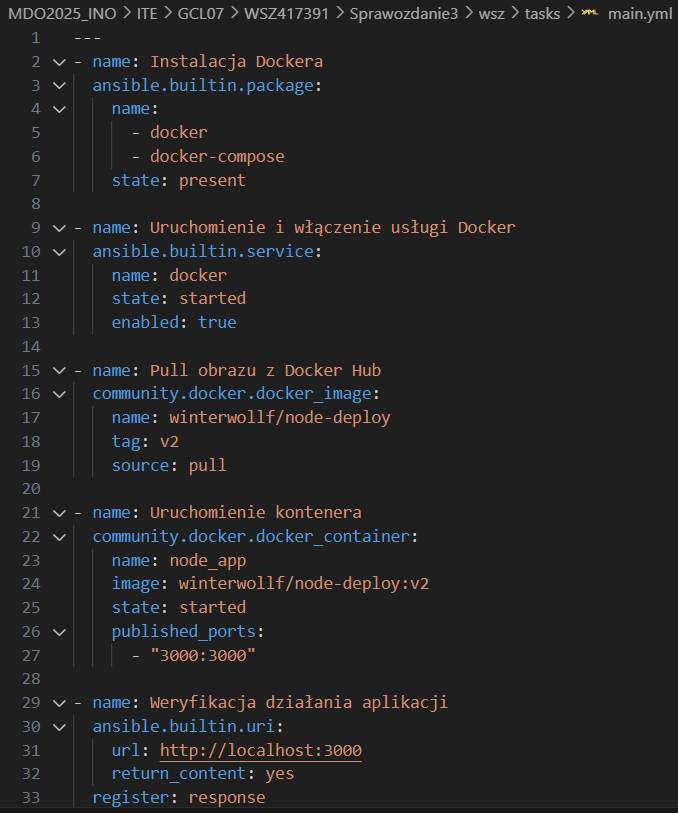 MDO2025_INO > ITE > GCL07 > WSZ417391 > Sprawozdanie3 > wsz > tasks > YAML main.yml
1 ---
2 - name: Instalacja Dockera
3 ansible.builtin.package:
4 name:
5 - docker
6 - docker-compose
7 state: present
8
9 - name: Uruchomienie i włączenie usługi Docker
10 ansible.builtin.service:
11 name: docker
12 state: started
13 enabled: true
14
15 - name: Pull obrazu z Docker Hub
16 community.docker.docker_image:
17 name: winterwollf/node-deploy
18 tag: v2
19 source: pull
20
21 - name: Uruchomienie kontenera
22 community.docker.docker_container:
23 name: node_app
24 image: winterwollf/node-deploy:v2
25 state: started
26 published_ports:
27 - "3000:3000"
28
29 - name: Weryfikacja działania aplikacji
30 ansible.builtin.uri:
31 url: http://localhost:3000
32 return_content: yes
33 register: response